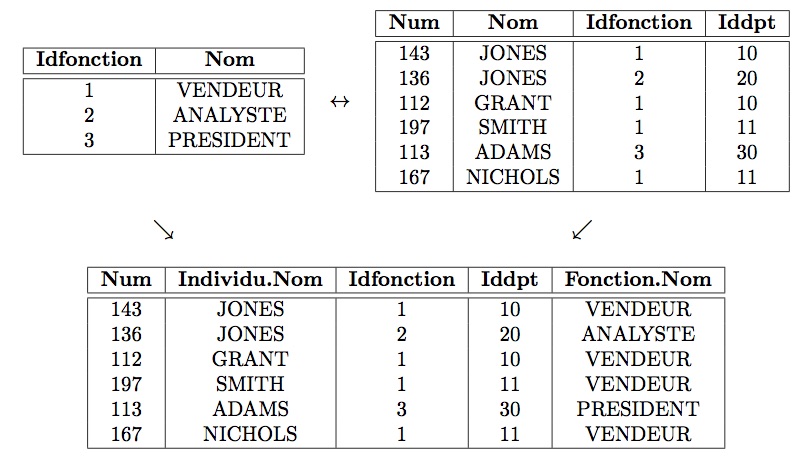 Idfonction Nom
1 VENDEUR
2 ANALYSTE
3 PRESIDENT
↔
Num Nom Idfonction Iddpt
143 JONES 1 10
136 JONES 2 20
112 GRANT 1 10
197 SMITH 1 11
113 ADAMS 3 30
167 NICHOLS 1 11
↘ ↙
Num Individu.Nom Idfonction Iddpt Fonction.Nom
143 JONES 1 10 VENDEUR
136 JONES 2 20 ANALYSTE
112 GRANT 1 10 VENDEUR
197 SMITH 1 11 VENDEUR
113 ADAMS 3 30 PRESIDENT
167 NICHOLS 1 11 VENDEUR